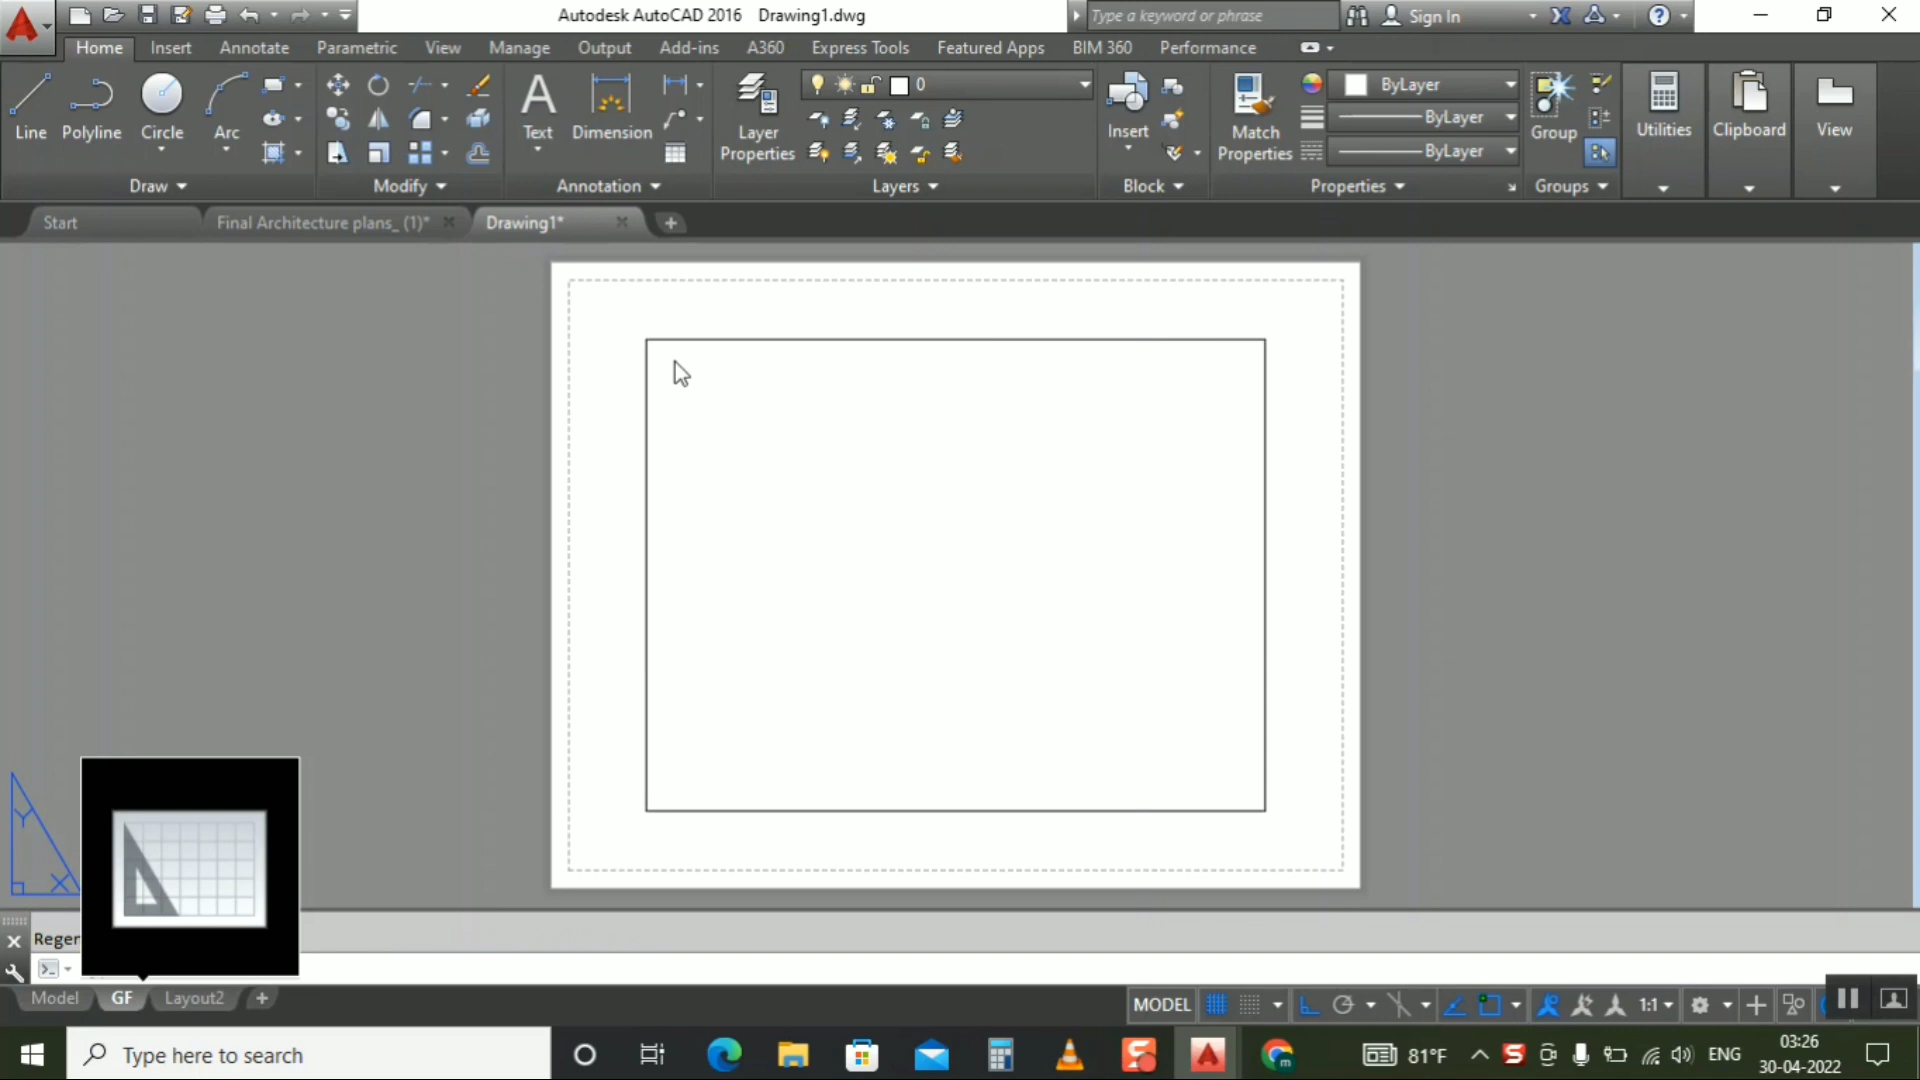 Autodesk AutoCAD 2016 Drawing1.dwg
Type a keyword or phrase
Sign In
Home Insert Annotate Parametric View Manage Output Add-ins A360 Express Tools Featured Apps BIM 360 Performance
0
ByLayer
ByLayer
ByLayer
Line Polyline Circle Arc
Text Dimension
Layer Properties
Insert
Match Properties
Group
Utilities
Clipboard
View
Draw Modify Annotation Layers Block Properties Groups
Start Final Architecture plans_ (1)* Drawing1*
Y
X
Regen
Model GF Layout2
MODEL 1:1
Type here to search
81°F
ENG
03:26
30-04-2022